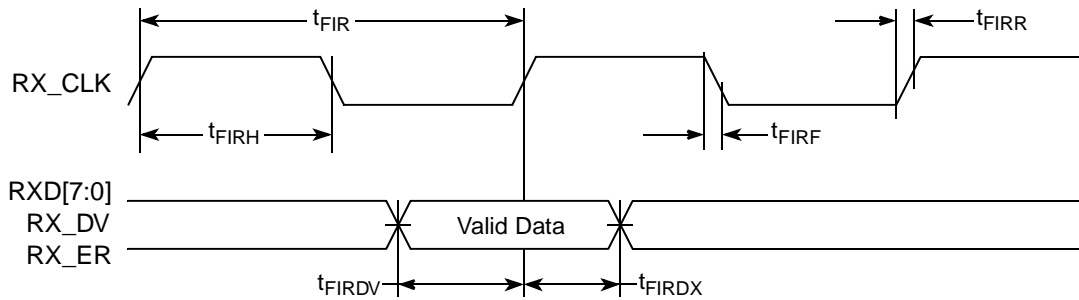 tFIR
tFIRR
RX_CLK
tFIRH
tFIRF
RXD[7:0]
RX_DV
Valid Data
RX_ER
tFIRDV
tFIRDX